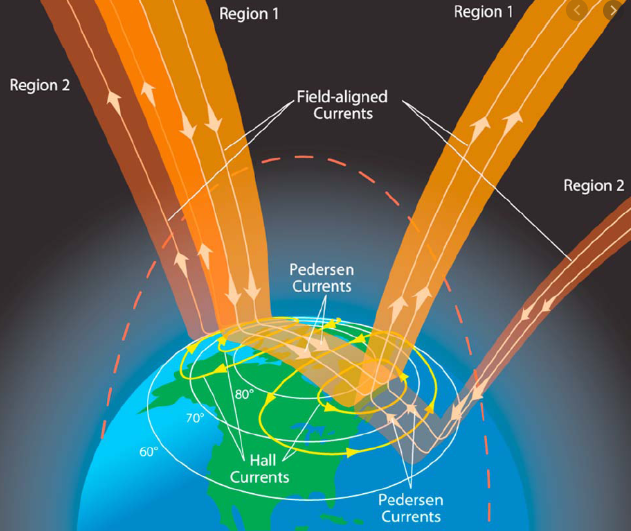 Region 1
Region 1
Region 2
Field-aligned
Currents
Region 2
Pedersen
Currents
80°
70°
60°
Hall
Currents
Pedersen
Currents